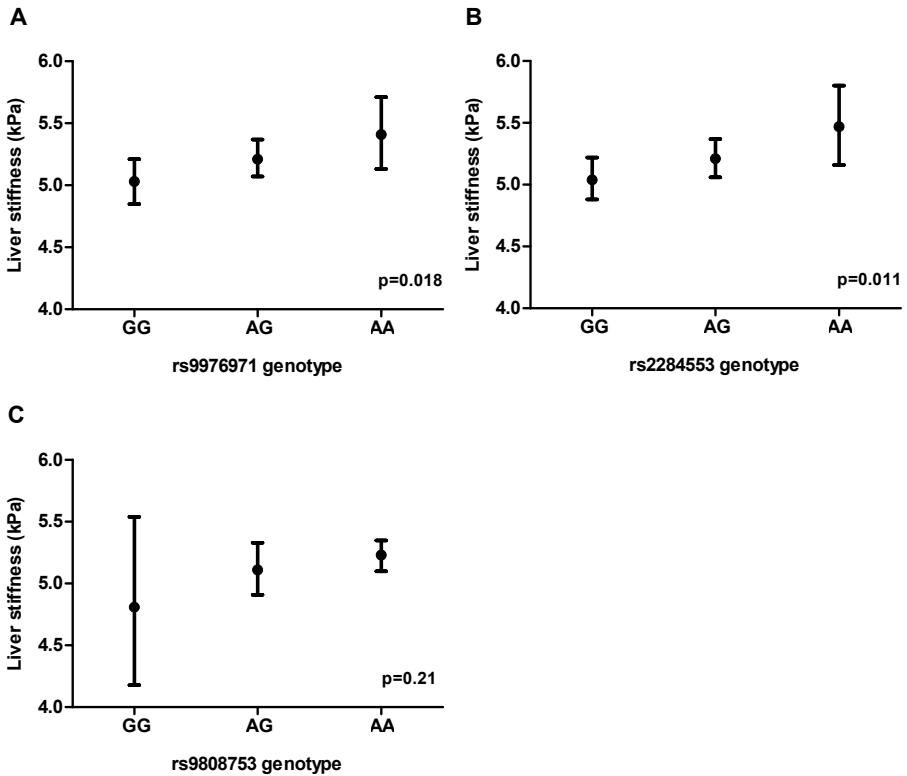 A
Liver stiffness (kPa)
6.0
5.5
5.0
4.5
4.0
p=0.018
GG AG AA
rs9976971 genotype
B
Liver stiffness (kPa)
6.0
5.5
5.0
4.5
4.0
p=0.011
GG AG AA
rs2284553 genotype
C
Liver stiffness (kPa)
6.0
5.5
5.0
4.5
4.0
p=0.21
GG AG AA
rs9808753 genotype